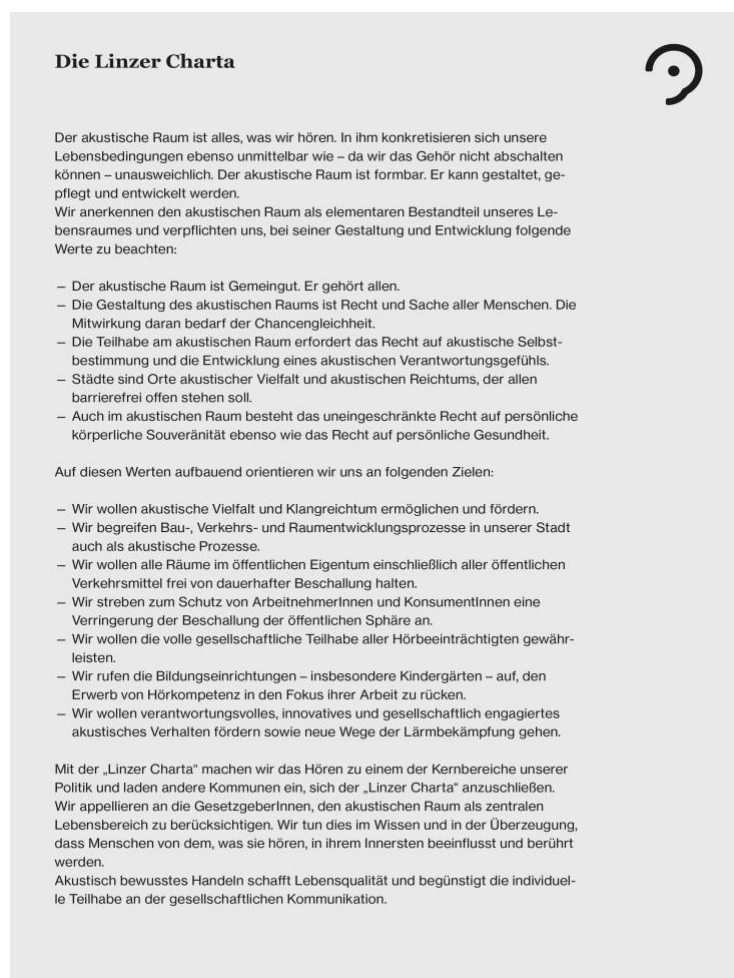 Die Linzer Charta
Der akustische Raum ist alles, was wir hören. In ihm konkretisieren sich unsere
Lebensbedingungen ebenso unmittelbar wie – da wir das Gehör nicht abschalten
können – unausweichlich. Der akustische Raum ist formbar. Er kann gestaltet, ge-
pflegt und entwickelt werden.
Wir anerkennen den akustischen Raum als elementaren Bestandteil unseres Le-
bensraumes und verpflichten uns, bei seiner Gestaltung und Entwicklung folgende
Werte zu beachten:
– Der akustische Raum ist Gemeingut. Er gehört allen.
– Die Gestaltung des akustischen Raums ist Recht und Sache aller Menschen. Die
Mitwirkung daran bedarf der Chancengleichheit.
– Die Teilhabe am akustischen Raum erfordert das Recht auf akustische Selbst-
bestimmung und die Entwicklung eines akustischen Verantwortungsgefühls.
– Städte sind Orte akustischer Vielfalt und akustischen Reichtums, der allen
barrierefrei offen stehen soll.
– Auch im akustischen Raum besteht das uneingeschränkte Recht auf persönliche
körperliche Souveränität ebenso wie das Recht auf persönliche Gesundheit.
Auf diesen Werten aufbauend orientieren wir uns an folgenden Zielen:
– Wir wollen akustische Vielfalt und Klangreichtum ermöglichen und fördern.
– Wir begreifen Bau-, Verkehrs- und Raumentwicklungsprozesse in unserer Stadt
auch als akustische Prozesse.
– Wir wollen alle Räume im öffentlichen Eigentum einschließlich aller öffentlichen
Verkehrsmittel frei von dauerhafter Beschallung halten.
– Wir streben zum Schutz von ArbeitnehmerInnen und KonsumentInnen eine
Verringerung der Beschallung der öffentlichen Sphäre an.
– Wir wollen die volle gesellschaftliche Teilhabe aller Hörbeeinträchtigten gewähr-
leisten.
– Wir rufen die Bildungseinrichtungen – insbesondere Kindergärten – auf, den
Erwerb von Hörkompetenz in den Fokus ihrer Arbeit zu rücken.
– Wir wollen verantwortungsvolles, innovatives und gesellschaftlich engagiertes
akustisches Verhalten fördern sowie neue Wege der Lärmbekämpfung gehen.
Mit der „Linzer Charta“ machen wir das Hören zu einem der Kernbereiche unserer
Politik und laden andere Kommunen ein, sich der „Linzer Charta“ anzuschließen.
Wir appellieren an die GesetzgeberInnen, den akustischen Raum als zentralen
Lebensbereich zu berücksichtigen. Wir tun dies im Wissen und in der Überzeugung,
dass Menschen von dem, was sie hören, in ihrem Innersten beeinflusst und berührt
werden.
Akustisch bewusstes Handeln schafft Lebensqualität und begünstigt die individuel-
le Teilhabe an der gesellschaftlichen Kommunikation.